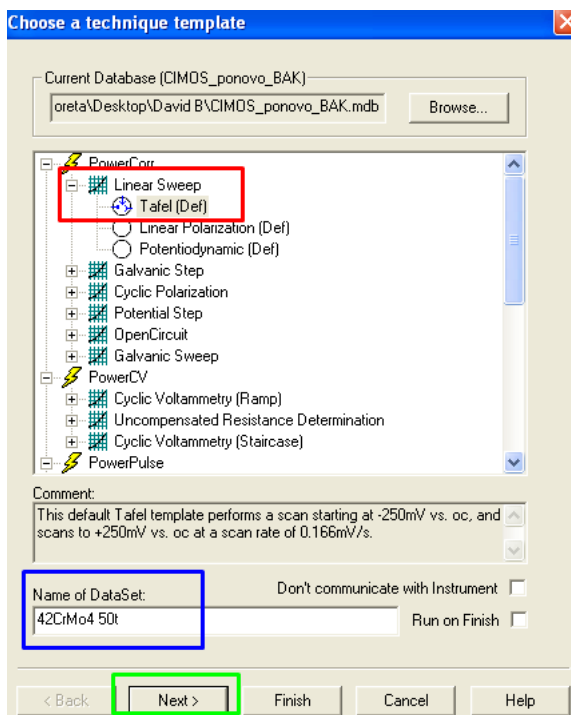 Choose a technique template
Current Database (CIMOS_ponovo_BAK)
oreta\Desktop\David B\CIMOS_ponovo_BAK.mdb
Browse...
PowerCorr
Linear Sweep
Tafel (Def)
Linear Polarization (Def)
Potentiodynamic (Def)
Galvanic Step
Cyclic Polarization
Potential Step
OpenCircuit
Galvanic Sweep
PowerCV
Cyclic Voltammetry (Ramp)
Uncompensated Resistance Determination
Cyclic Voltammetry (Staircase)
PowerPulse
Comment:
This default Tafel template performs a scan starting at -250mV vs. oc, and
scans to +250mV vs. oc at a scan rate of 0.166mV/s.
Name of DataSet:
Don't communicate with Instrument
42CrMo4 50t
Run on Finish
< Back
Next >
Finish
Cancel
Help